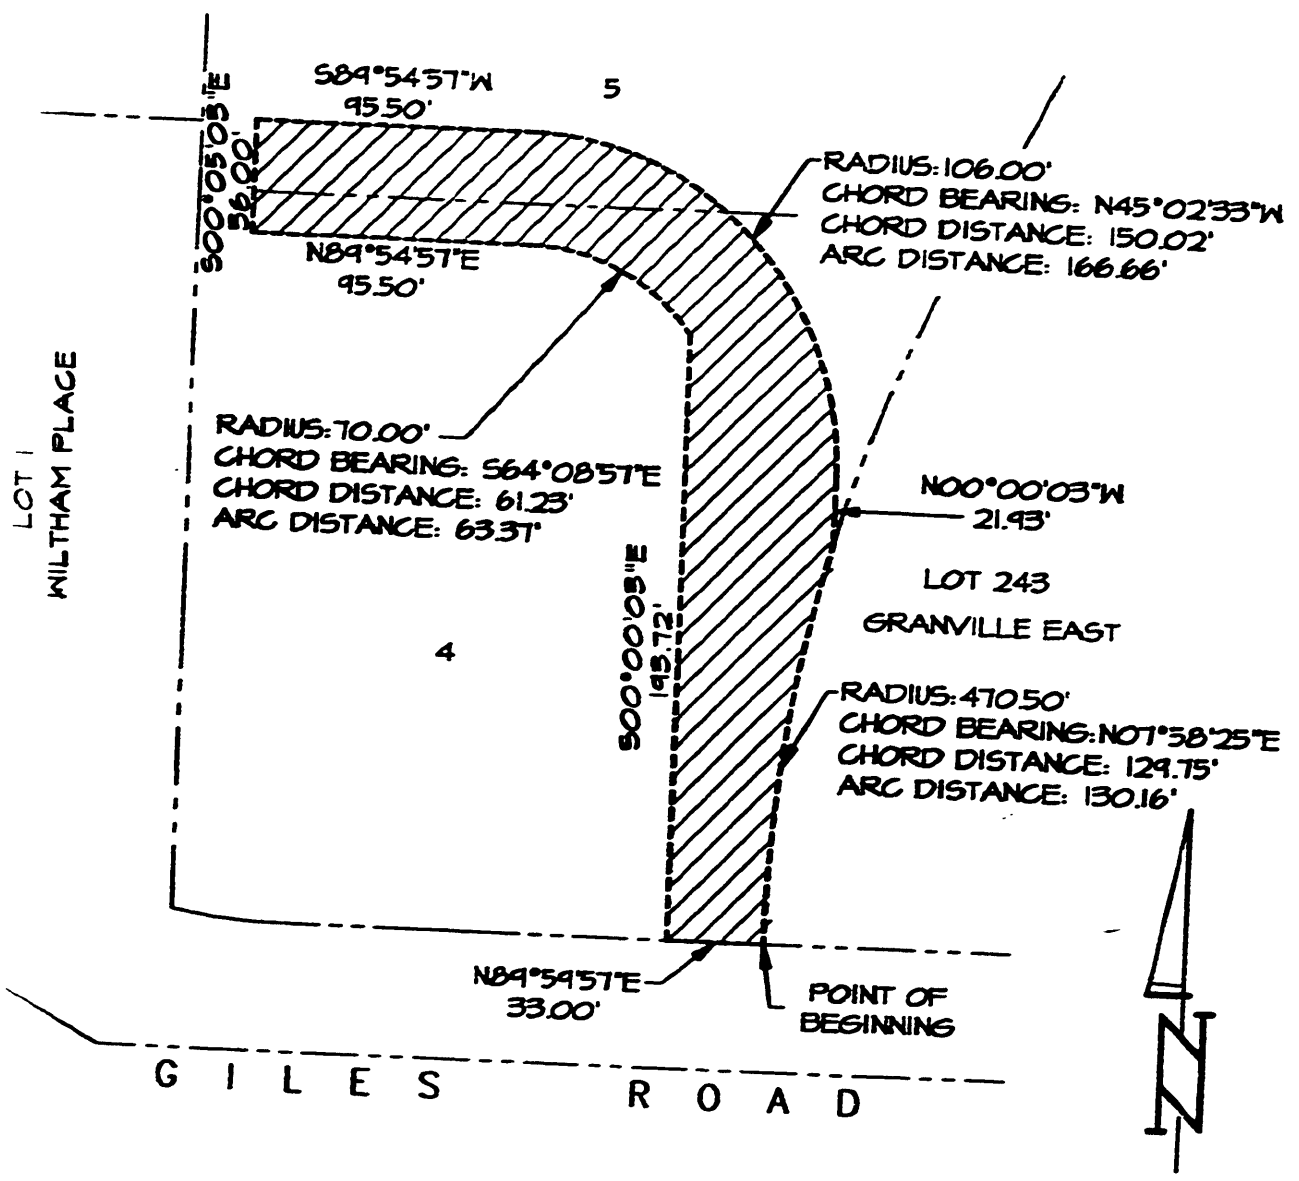 S89°54'57"W
95.50'
5
S00°05'03"E
36.00'
RADIUS: 106.00'
CHORD BEARING: N45°02'33"W
CHORD DISTANCE: 150.02'
ARC DISTANCE: 166.66'
N89°54'57"E
95.50'
LOT 1
WILTHAM PLACE
RADIUS: 70.00'
CHORD BEARING: S64°08'57"E
CHORD DISTANCE: 61.23'
ARC DISTANCE: 63.37'
N00°00'03"W
21.93'
LOT 243
GRANVILLE EAST
S00°00'03"E
193.72'
4
RADIUS: 470.50'
CHORD BEARING: N07°58'25"E
CHORD DISTANCE: 129.75'
ARC DISTANCE: 130.16'
N89°59'57"E
33.00'
POINT OF
BEGINNING
N
GILES ROAD